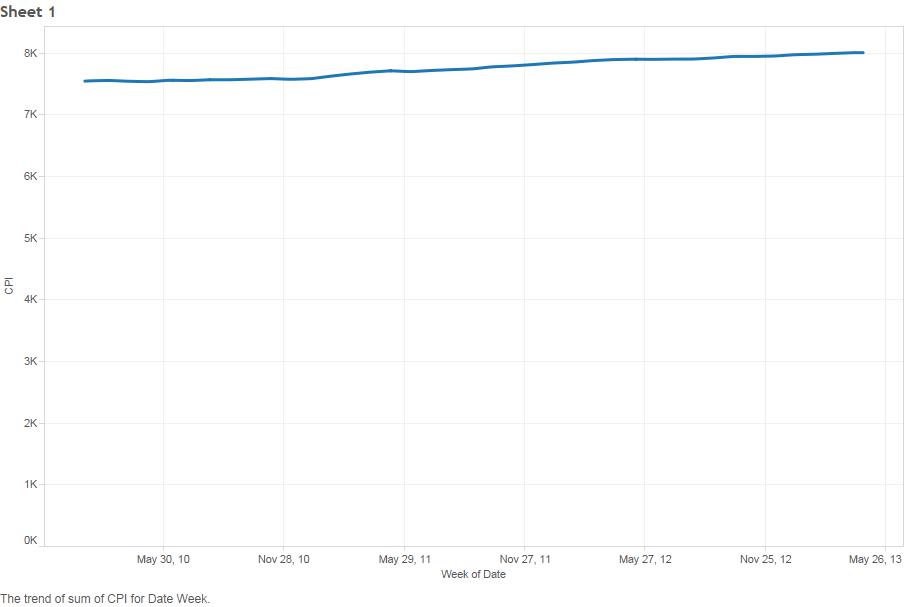 Sheet 1
8K
7K
6K
5K
4K
3K
2K
1K
0K
CPI
May 30, 10
Nov 28, 10
May 29, 11
Nov 27, 11
May 27, 12
Nov 25, 12
May 26, 13
Week of Date
The trend of sum of CPI for Date Week.